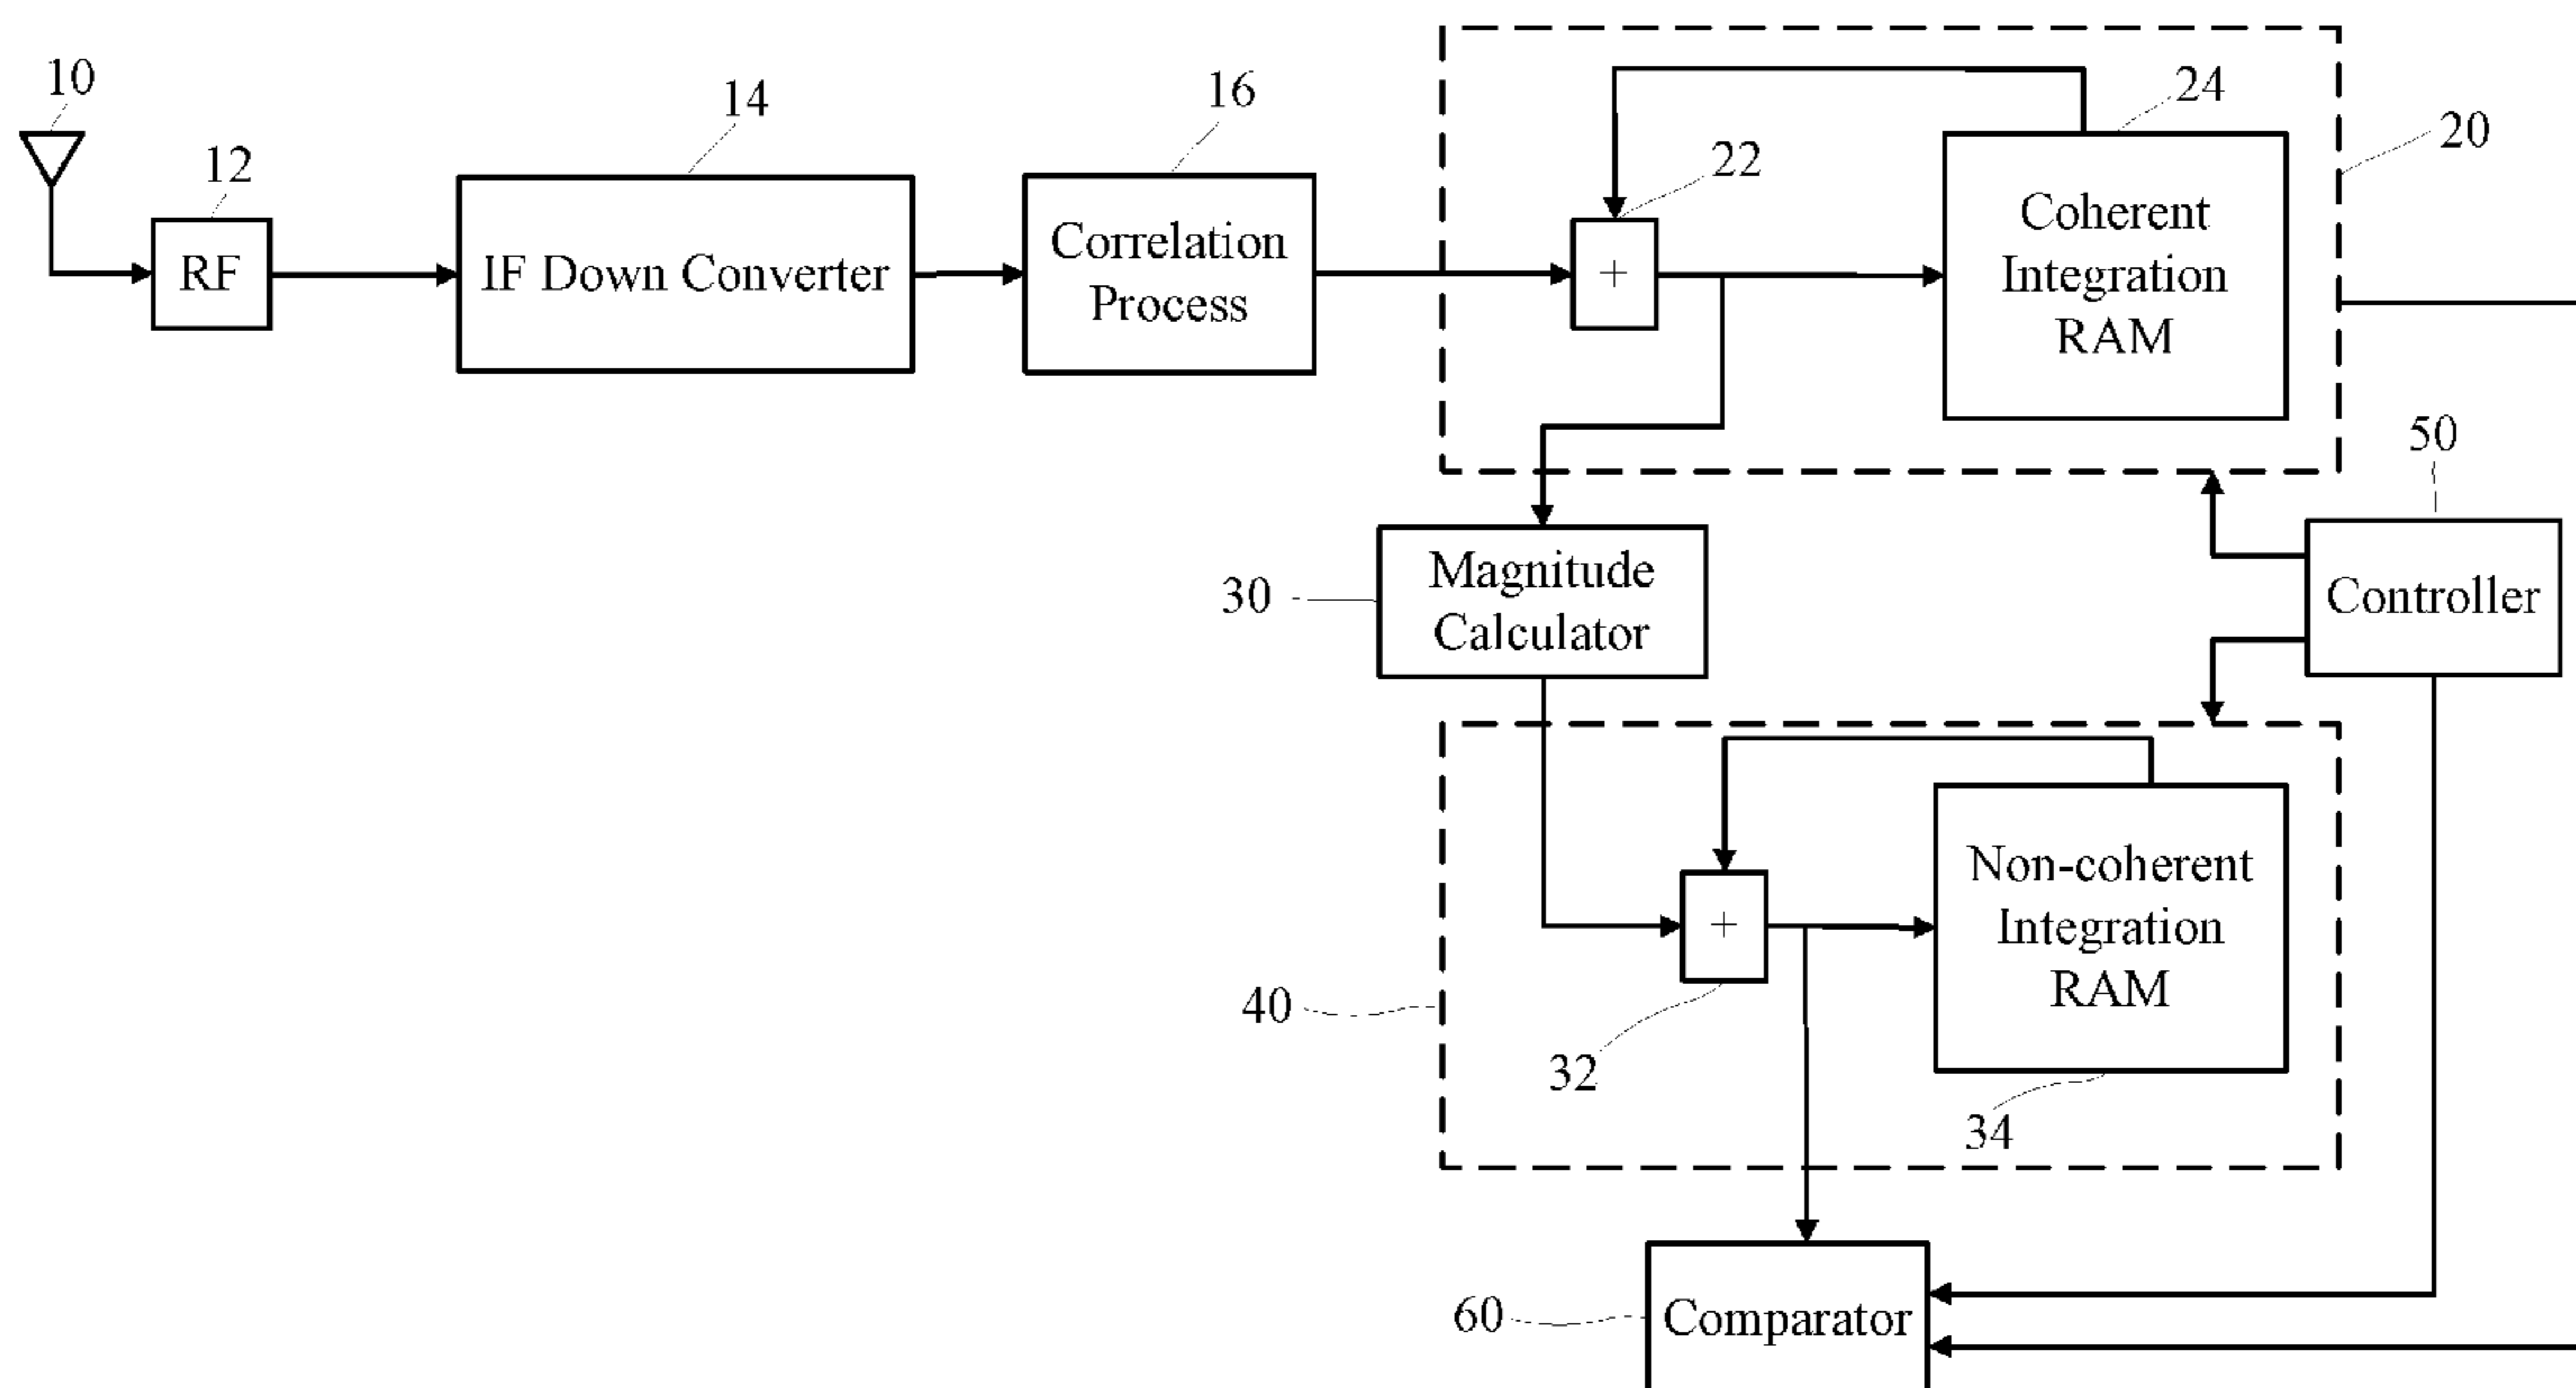 10
12
RF
14
IF Down Converter
16
Correlation
Process
20
22
+
24
Coherent
Integration
RAM
30
Magnitude
Calculator
50
Controller
40
+
32
Non-coherent
Integration
RAM
34
60
Comparator